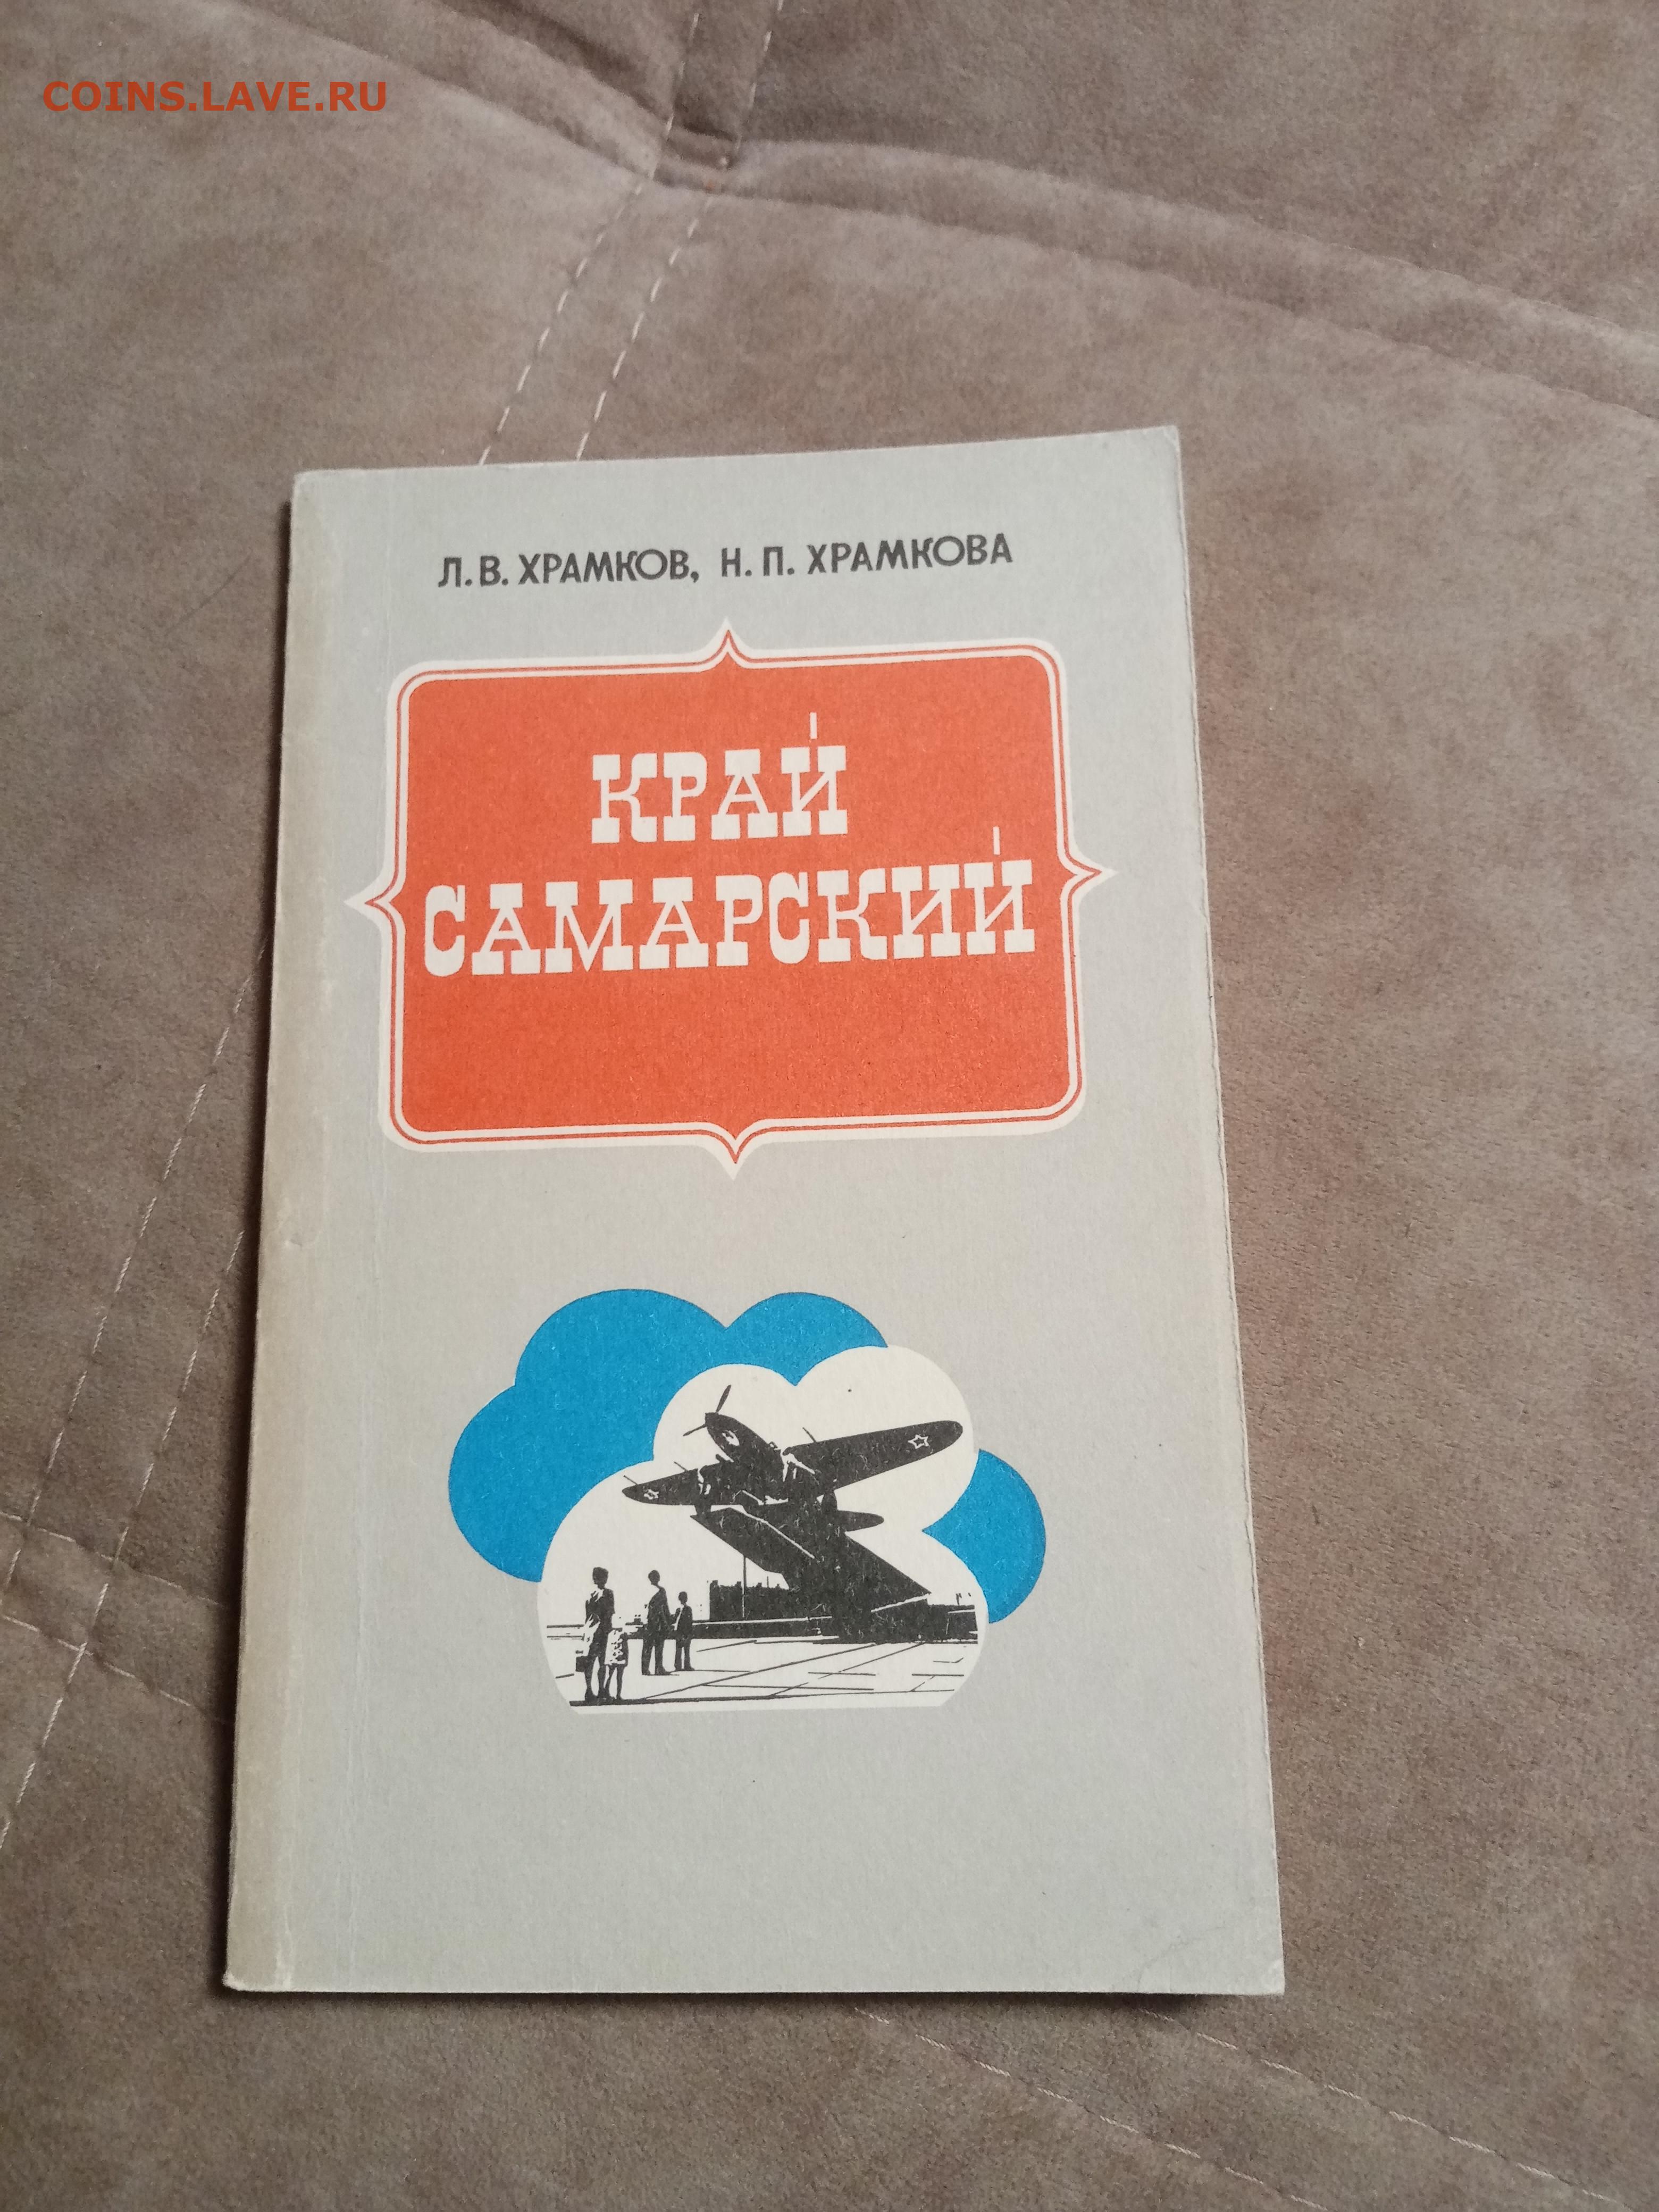 COINS.LAVE.RU
Л. В. ХРАМКОВ, Н. П. ХРАМКОВА
КРАЙ
САМАРСКИЙ